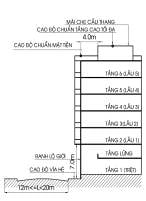 MÁI CHE CẦU THANG
CAO ĐỘ CHUẨN TẦNG CAO TỐI ĐA
4.0m
CAO ĐỘ CHUẨN MẶT TIỀN
TẦNG 6 (LẦU 5)
TẦNG 5 (LẦU 4)
TẦNG 4 (LẦU 3)
TẦNG 3 (LẦU 2)
TẦNG 2 (LẦU 1)
RANH LỘ GIỚI
TẦNG LỬNG
7.0m
CAO ĐỘ VỈA HÈ
TẦNG 1 (TRỆT)
12m<=L<20m